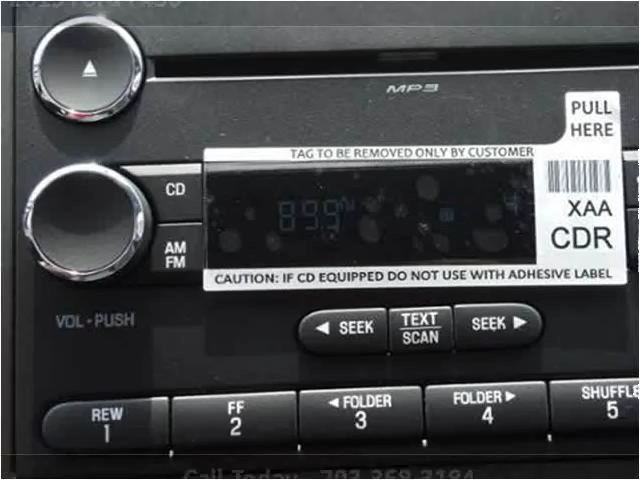 MP3
PULL
HERE
TAG TO BE REMOVED ONLY BY CUSTOMER
CD
899
XAA
CDR
AM
FM
CAUTION: IF CD EQUIPPED DO NOT USE WITH ADHESIVE LABEL
VOL - PUSH
◄ SEEK
TEXT
SCAN
SEEK ►
REW
1
FF
2
◄ FOLDER
3
FOLDER ►
4
SHUFFLE
5
Call Today